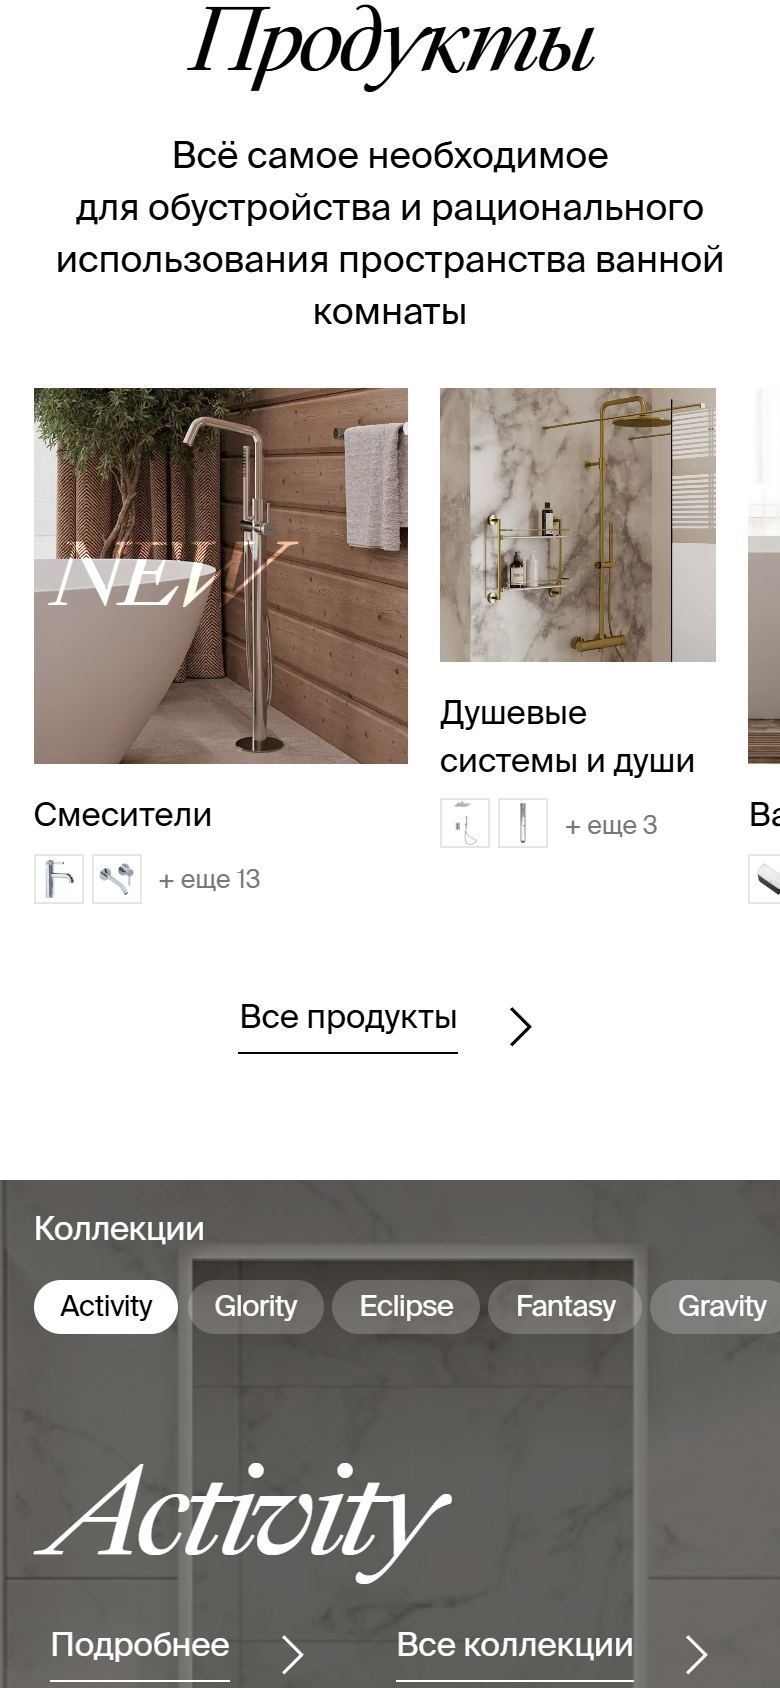 Продукты
Всё самое необходимое
для обустройства и рационального
использования пространства ванной
комнаты
NEW
Смесители
+ еще 13
Душевые
системы и души
+ еще 3
Ва
Все продукты
Коллекции
Activity
Glority
Eclipse
Fantasy
Gravity
Activity
Подробнее
Все коллекции